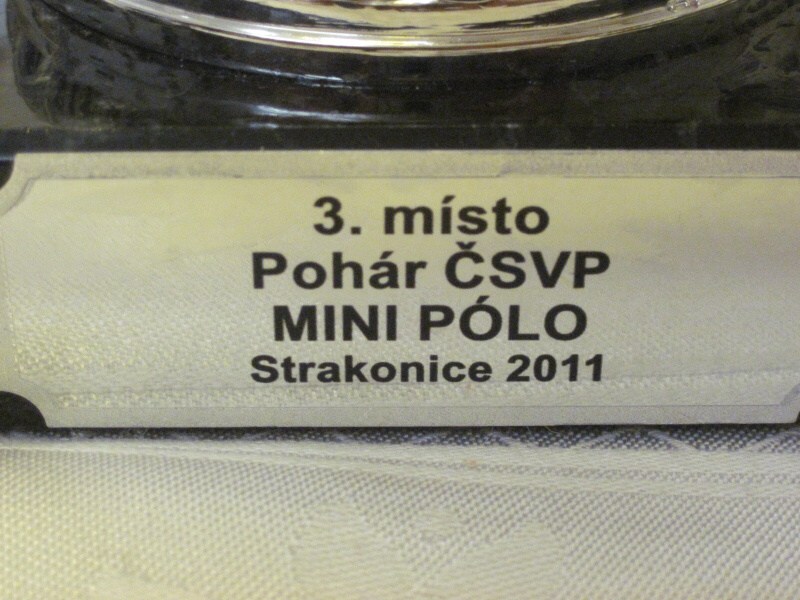 3. místo
Pohár ČSVP
MINI PÓLO
Strakonice 2011